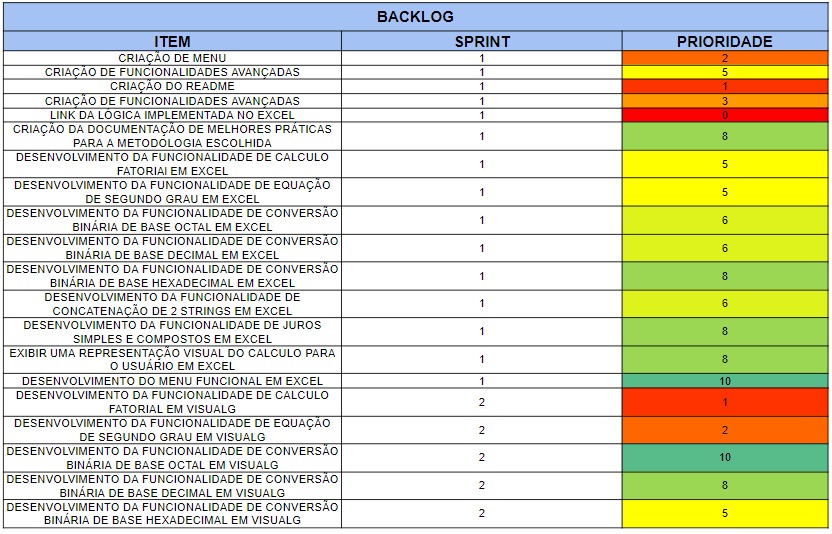 BACKLOG
ITEM SPRINT PRIORIDADE
CRIAÇÃO DE MENU 1 2
CRIAÇÃO DE FUNCIONALIDADES AVANÇADAS 1 5
CRIAÇÃO DO README 1 1
CRIAÇÃO DE FUNCIONALIDADES AVANÇADAS 1 3
LINK DA LÓGICA IMPLEMENTADA NO EXCEL 1 0
CRIAÇÃO DA DOCUMENTAÇÃO DE MELHORES PRÁTICAS
PARA A METODOLOGIA ESCOLHIDA 1 8
DESENVOLVIMENTO DA FUNCIONALIDADE DE CALCULO
FATORIAl EM EXCEL 1 5
DESENVOLVIMENTO DA FUNCIONALIDADE DE EQUAÇÃO
DE SEGUNDO GRAU EM EXCEL 1 5
DESENVOLVIMENTO DA FUNCIONALIDADE DE CONVERSÃO
BINÁRIA DE BASE OCTAL EM EXCEL 1 6
DESENVOLVIMENTO DA FUNCIONALIDADE DE CONVERSÃO
BINÁRIA DE BASE DECIMAL EM EXCEL 1 6
DESENVOLVIMENTO DA FUNCIONALIDADE DE CONVERSÃO
BINÁRIA DE BASE HEXADECIMAL EM EXCEL 1 8
DESENVOLVIMENTO DA FUNCIONALIDADE DE
CONCATENAÇÃO DE 2 STRINGS EM EXCEL 1 6
DESENVOLVIMENTO DA FUNCIONALIDADE DE JUROS
SIMPLES E COMPOSTOS EM EXCEL 1 8
EXIBIR UMA REPRESENTAÇÃO VISUAL DO CALCULO PARA
O USUÁRIO EM EXCEL 1 8
DESENVOLVIMENTO DO MENU FUNCIONAL EM EXCEL 1 10
DESENVOLVIMENTO DA FUNCIONALIDADE DE CALCULO
FATORIAL EM VISUALG 2 1
DESENVOLVIMENTO DA FUNCIONALIDADE DE EQUAÇÃO
DE SEGUNDO GRAU EM VISUALG 2 2
DESENVOLVIMENTO DA FUNCIONALIDADE DE CONVERSÃO
BINÁRIA DE BASE OCTAL EM VISUALG 2 10
DESENVOLVIMENTO DA FUNCIONALIDADE DE CONVERSÃO
BINÁRIA DE BASE DECIMAL EM VISUALG 2 8
DESENVOLVIMENTO DA FUNCIONALIDADE DE CONVERSÃO
BINÁRIA DE BASE HEXADECIMAL EM VISUALG 2 5